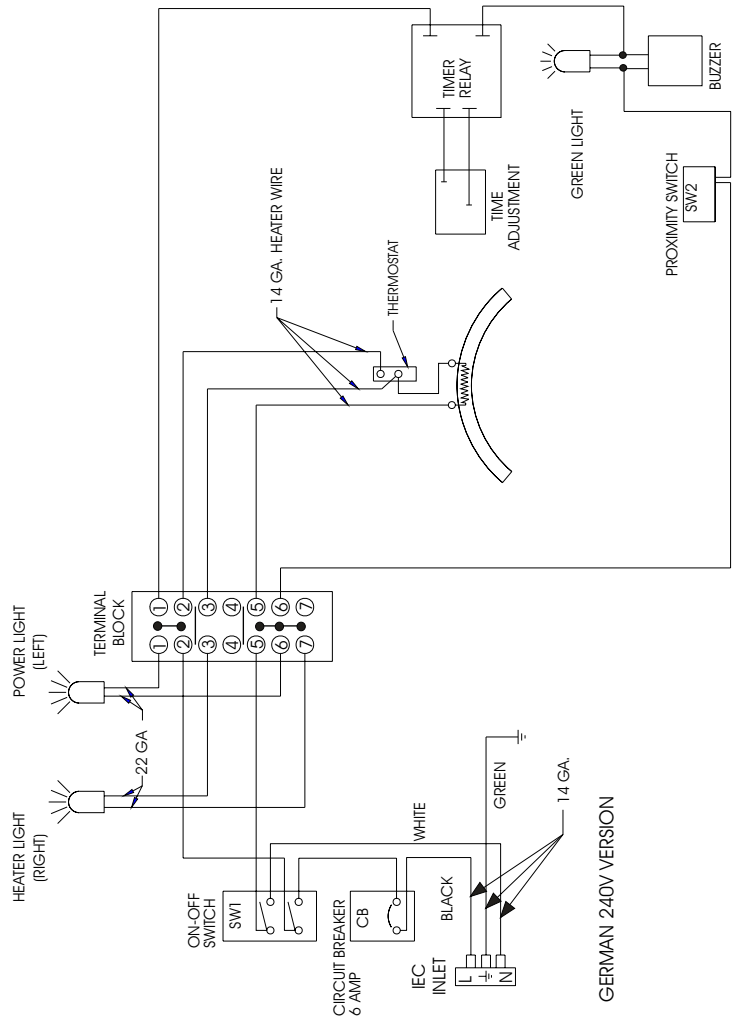 POWER LIGHT
(LEFT)
HEATER LIGHT
(RIGHT)
22 GA
TERMINAL
BLOCK
1 1
2 2
3 3
4 4
5 5
6 6
7 7
14 GA. HEATER WIRE
THERMOSTAT
TIMER
RELAY
TIME
ADJUSTMENT
GREEN LIGHT
BUZZER
PROXIMITY SWITCH
SW2
ON-OFF
SWITCH
SW1
CIRCUIT BREAKER
6 AMP
CB
IEC
INLET
L
N
BLACK
WHITE
GREEN
14 GA.
GERMAN 240V VERSION